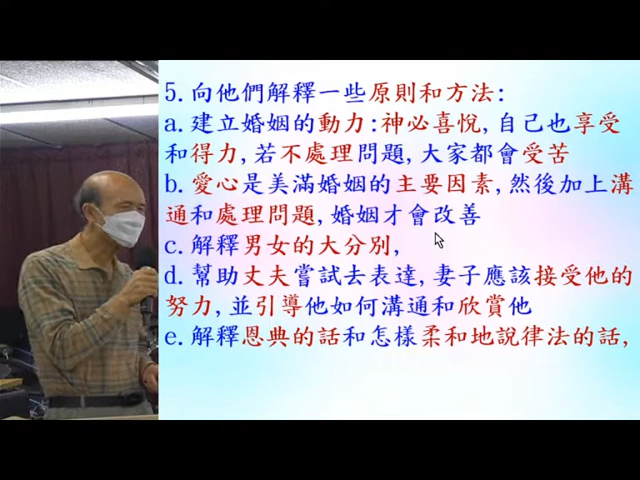 5. 向他們解釋一些原則和方法:
a. 建立婚姻的動力:神必喜悅, 自己也享受
和得力, 若不處理問題, 大家都會受苦
b. 愛心是美滿婚姻的主要因素, 然後加上溝
通和處理問題, 婚姻才會改善
c. 解釋男女的大分別,
d. 幫助丈夫嘗試去表達, 妻子應該接受他的
努力, 並引導他如何溝通和欣賞他
e. 解釋恩典的話和怎樣柔和地說律法的話,